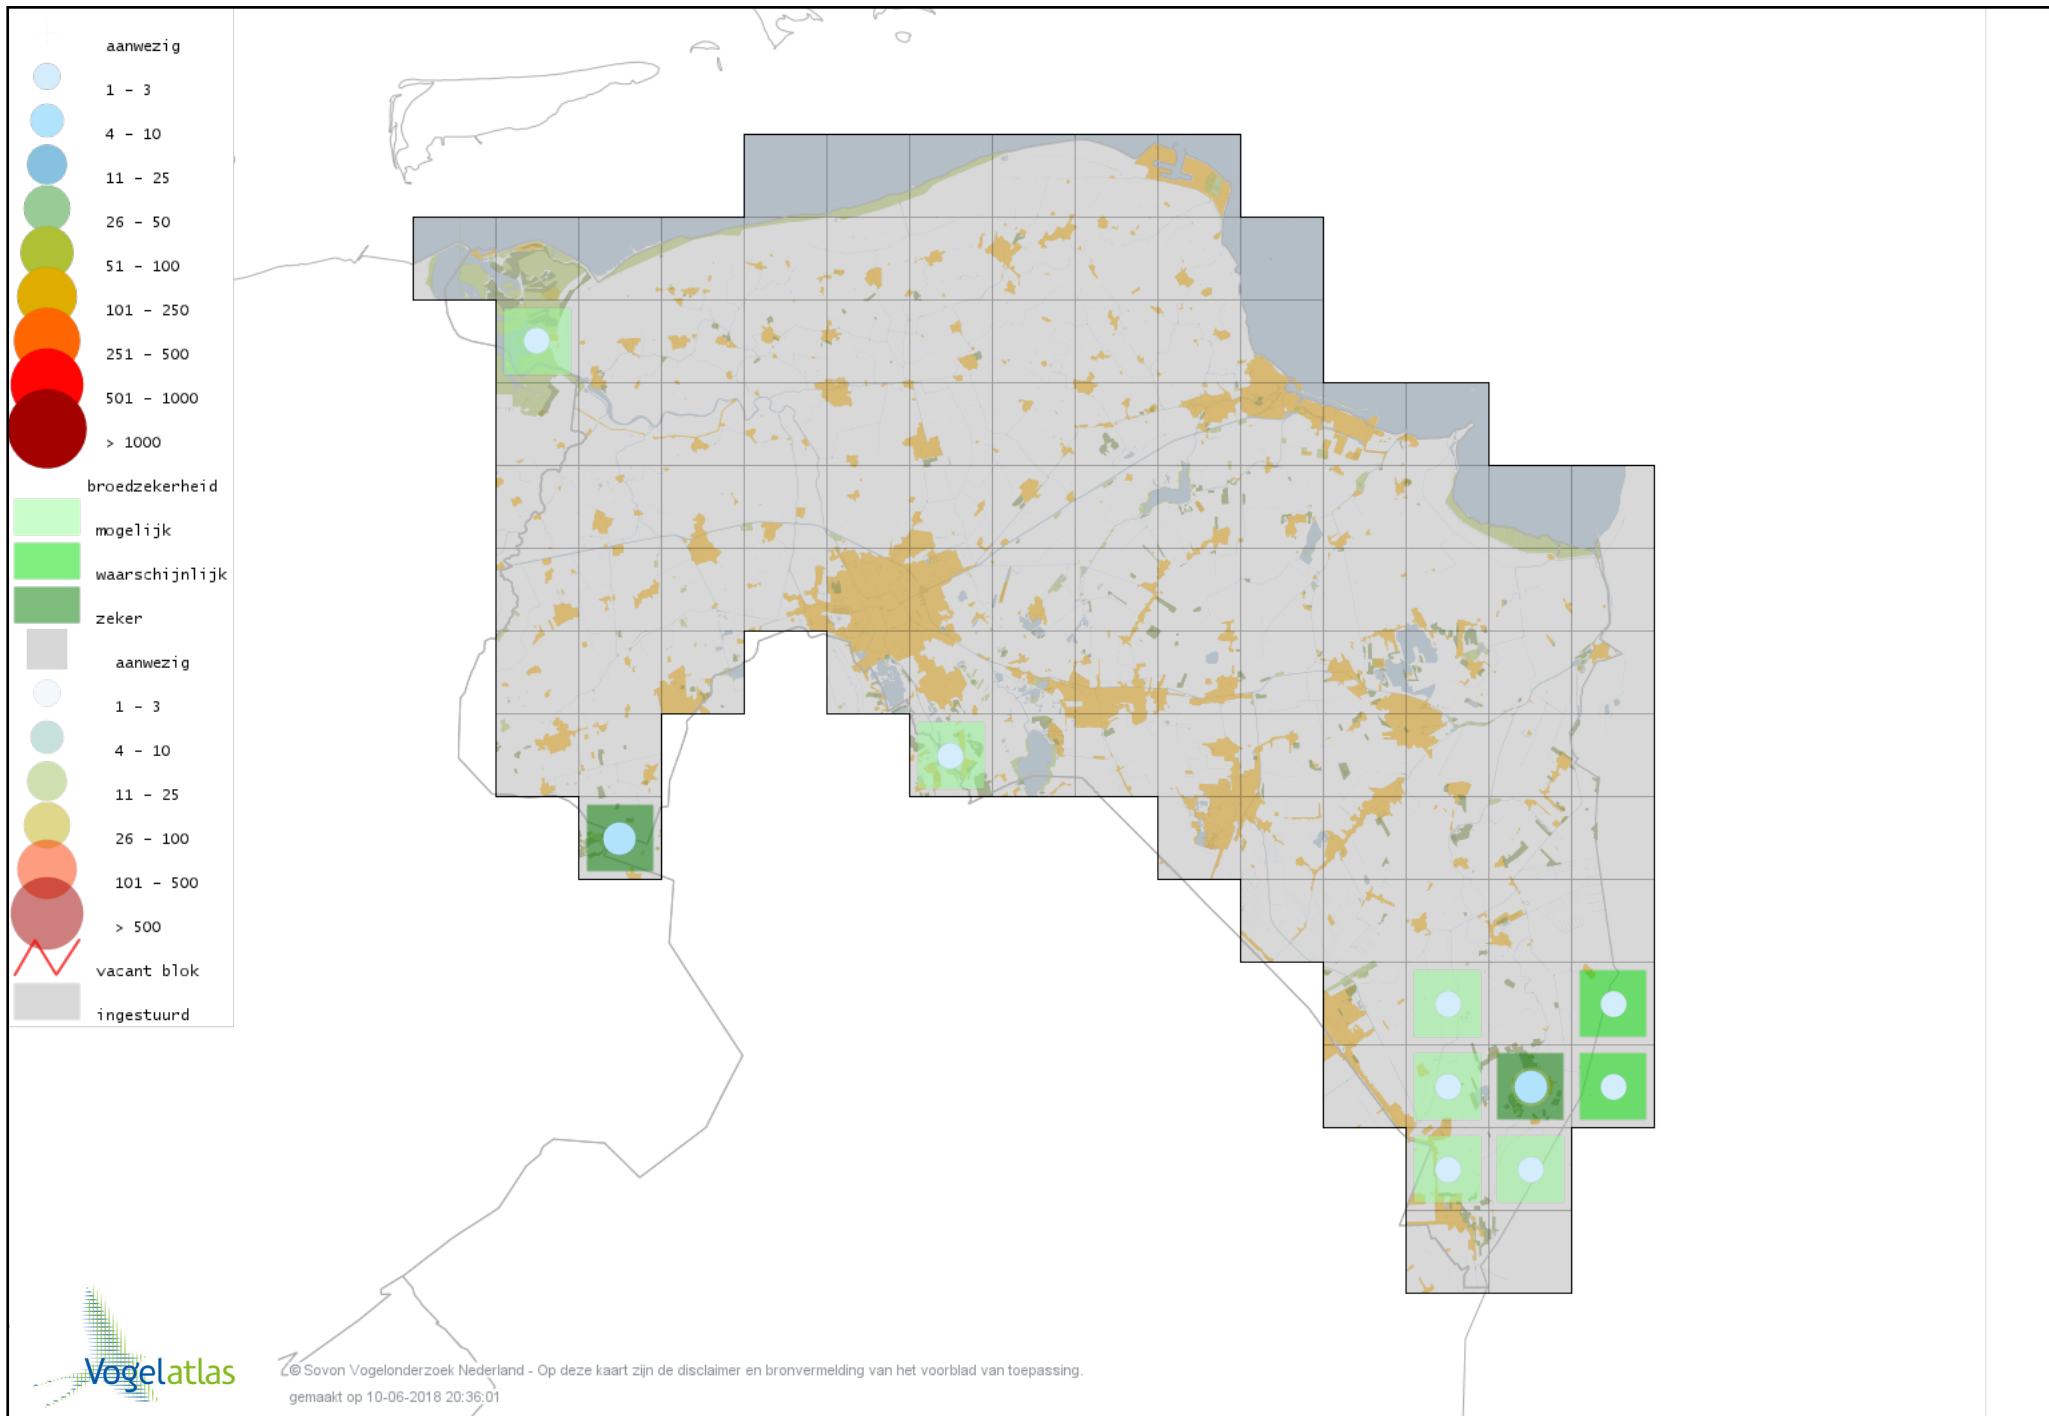 aanwezig
1 - 3
4 - 10
11 - 25
26 - 50
51 - 100
101 - 250
251 - 500
501 - 1000
> 1000
broedzekerheid
mogelijk
waarschijnlijk
zeker
aanwezig
1 - 3
4 - 10
11 - 25
26 - 100
101 - 500
> 500
vacant blok
ingestuurd
Vogelatlas
© Sovon Vogelonderzoek Nederland - Op deze kaart zijn de disclaimer en bronvermelding van het voorblad van toepassing.
gemaakt op 10-06-2018 20:36:01